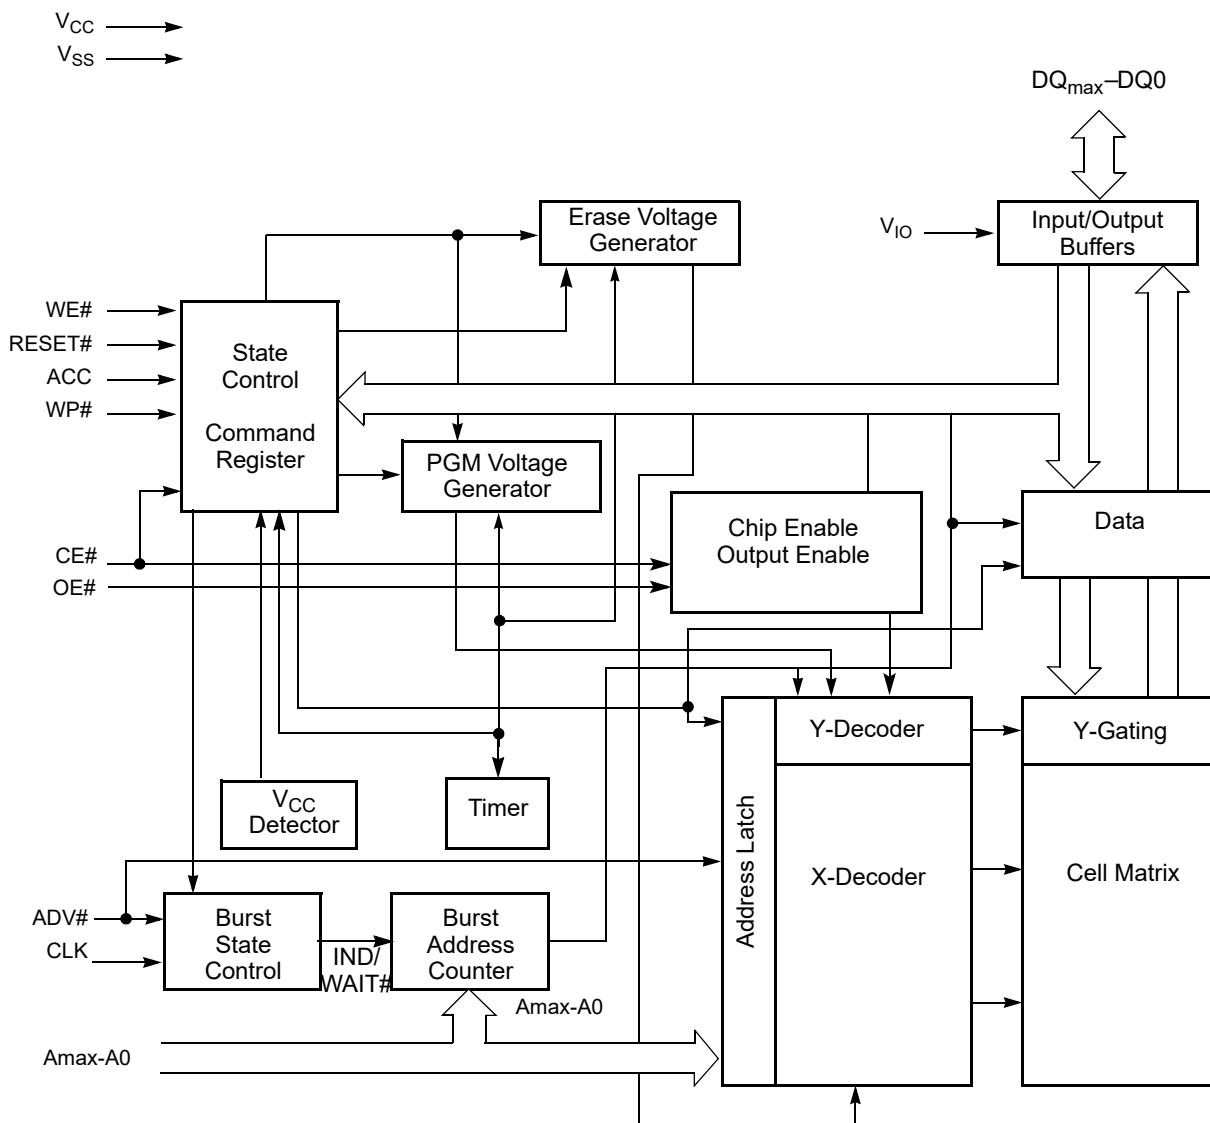 VCC
VSS
DQmax–DQ0
Erase Voltage
Generator
VIO
Input/Output
Buffers
WE#
RESET#
ACC
WP#
State
Control
Command
Register
PGM Voltage
Generator
Chip Enable
Output Enable
Data
CE#
OE#
Y-Decoder
Y-Gating
VCC
Detector
Timer
Address Latch
X-Decoder
Cell Matrix
ADV#
CLK
Burst
State
Control
IND/
WAIT#
Burst
Address
Counter
Amax-A0
Amax-A0